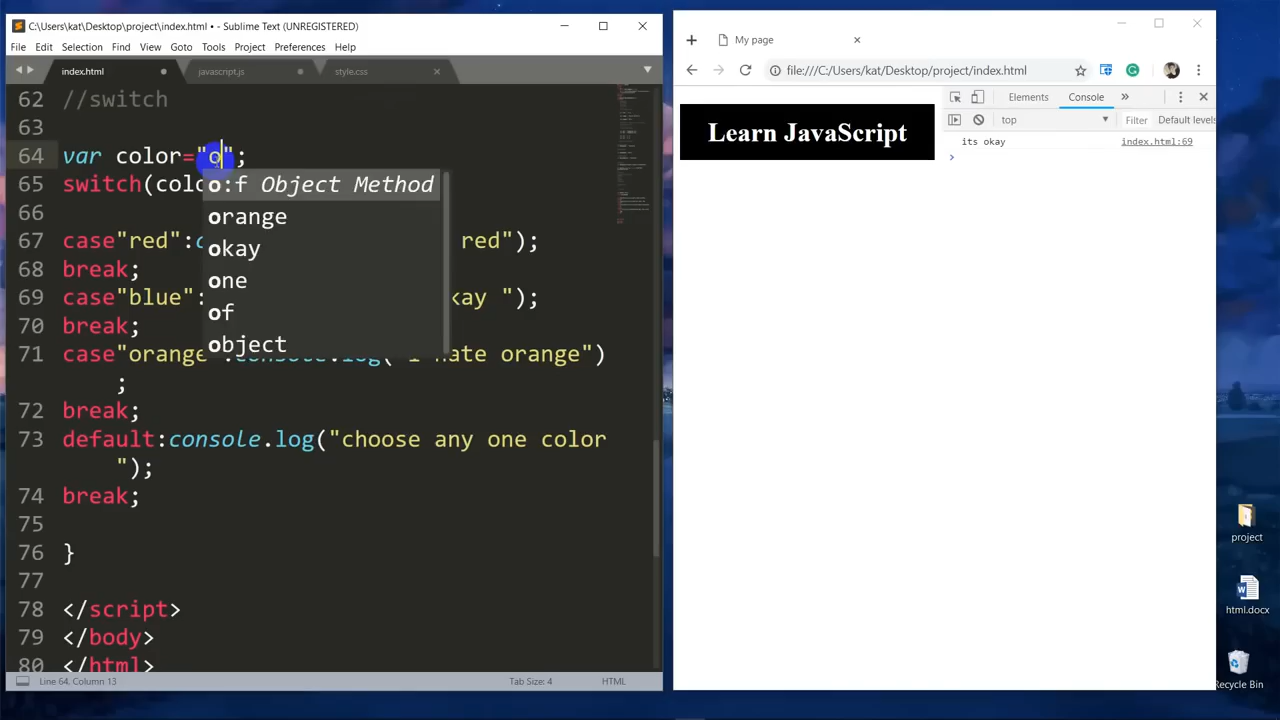 C:\Users\kat\Desktop\project\index.html • - Sublime Text (UNREGISTERED)
File Edit Selection Find View Goto Tools Project Preferences Help
index.html javascript.js style.css
62 //switch
63
64 var color="o";
65 switch(colo
o:f Object Method
orange
okay
one
of
object
66
67 case"red":c red");
68 break;
69 case"blue": kay ");
70 break;
71 case"orange":console.log("i hate orange")
;
72 break;
73 default:console.log("choose any one color
");
74 break;
75
76 }
77
78 </script>
79 </body>
80 </html>
Line 64, Column 13 Tab Size: 4 HTML
My page
file:///C:/Users/kat/Desktop/project/index.html
Learn JavaScript
Elements Console »
top Filter Default levels
its okay index.html:69
project
html.docx
Recycle Bin